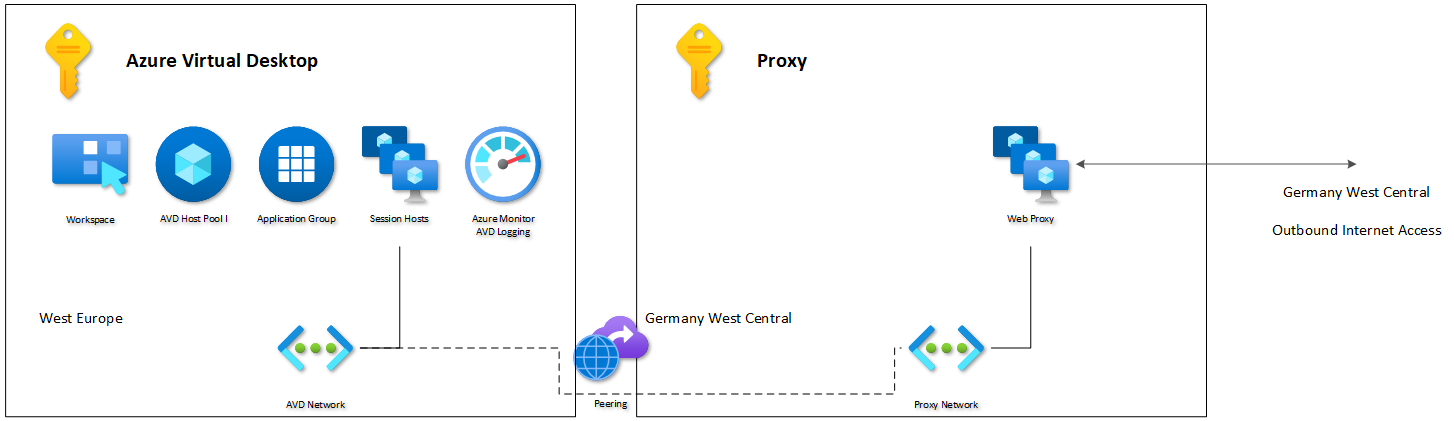 Azure Virtual Desktop
Proxy
Workspace
AVD Host Pool I
Application Group
Session Hosts
Azure Monitor
AVD Logging
Web Proxy
Germany West Central
Outbound Internet Access
West Europe
Germany West Central
AVD Network
Peering
Proxy Network